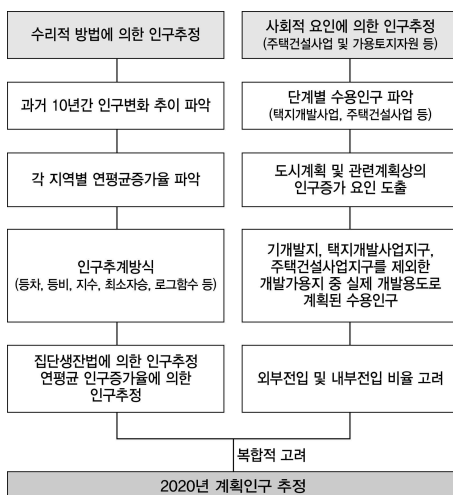 수리적 방법에 의한 인구추정
과거 10년간 인구변화 추이 파악
각 지역별 연평균증가율 파악
인구추계방식
(등차, 등비, 지수, 최소자승, 로그함수 등)
집단생잔법에 의한 인구추정
연평균 인구증가율에 의한
인구추정
사회적 요인에 의한 인구추정
(주택건설사업 및 가용토지자원 등)
단계별 수용인구 파악
(택지개발사업, 주택건설사업 등)
도시계획 및 관련계획상의
인구증가 요인 도출
기개발지, 택지개발사업지구,
주택건설사업지구를 제외한
개발가용지 중 실제 개발용도로
계획된 수용인구
외부전입 및 내부전입 비율 고려
복합적 고려
2020년 계획인구 추정